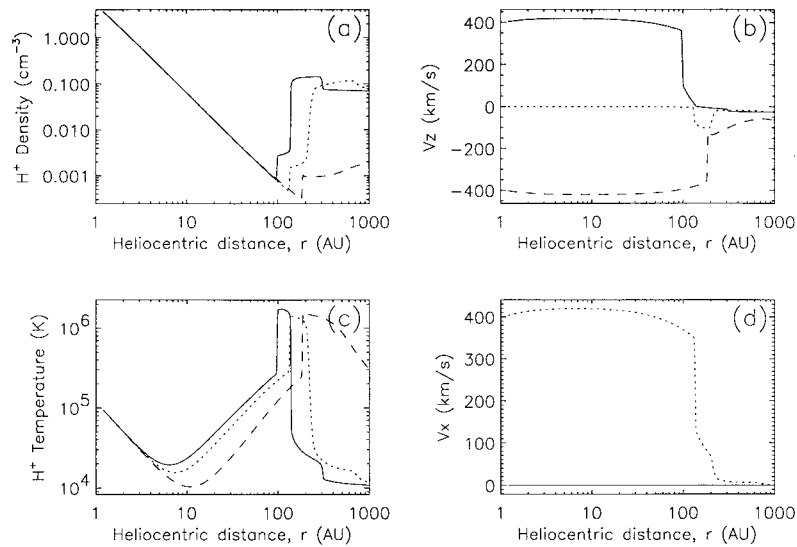 (a)
H⁺ Density (cm⁻³)
1.000
0.100
0.010
0.001
1 10 100 1000
Heliocentric distance, r (AU)
(b)
Vz (km/s)
400
200
0
−200
−400
1 10 100 1000
Heliocentric distance, r (AU)
(c)
H⁺ Temperature (K)
10⁶
10⁵
10⁴
1 10 100 1000
Heliocentric distance, r (AU)
(d)
Vx (km/s)
400
300
200
100
0
1 10 100 1000
Heliocentric distance, r (AU)